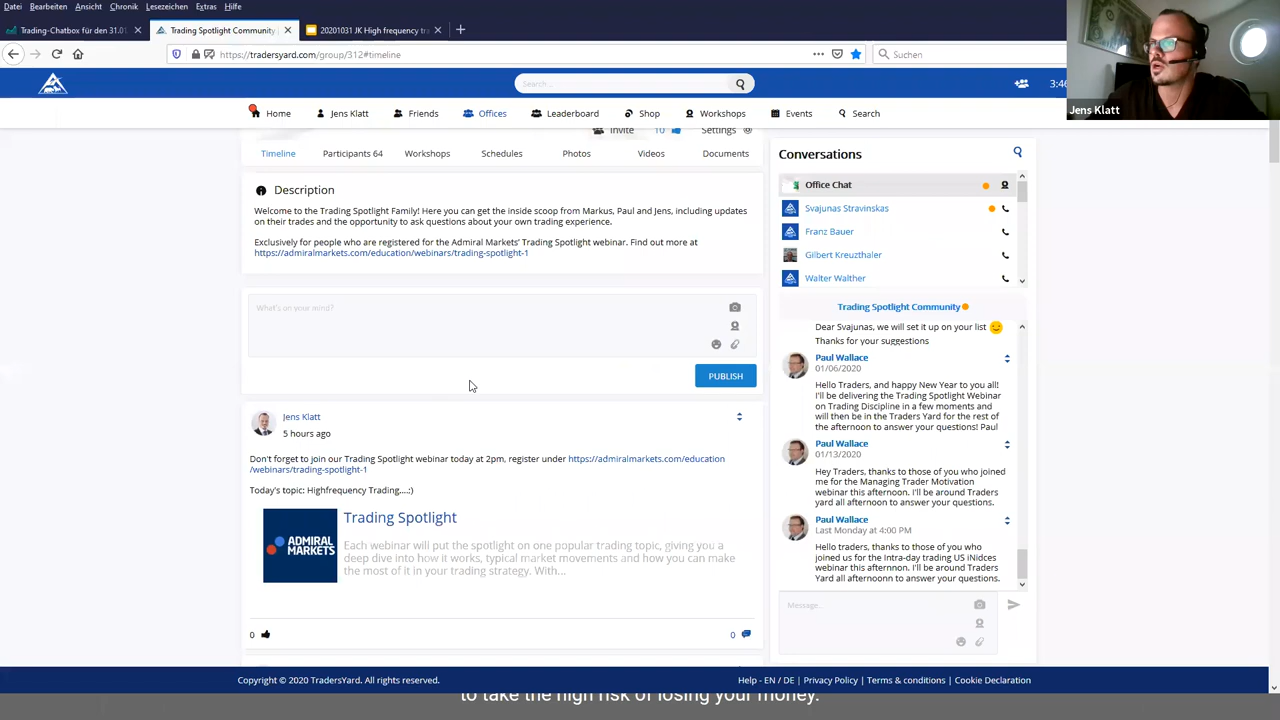 Datei Bearbeiten Ansicht Chronik Lesezeichen Extras Hilfe
Trading-Chatbox für den 31.01
Trading Spotlight Community
20201031 JK High frequency tr
https://tradersyard.com/group/312#timeline
Suchen
Jens Klatt
Search...
3:46
Home
Jens Klatt
Friends
Offices
Leaderboard
Shop
Workshops
Events
Search
Invite
10
Settings
Timeline
Participants 64
Workshops
Schedules
Photos
Videos
Documents
Description
Welcome to the Trading Spotlight Family! Here you can get the inside scoop from Markus, Paul and Jens, including updates
on their trades and the opportunity to ask questions about your own trading experience.
Exclusively for people who are registered for the Admiral Markets' Trading Spotlight webinar. Find out more at
https://admiralmarkets.com/education/webinars/trading-spotlight-1
What's on your mind?
PUBLISH
Jens Klatt
5 hours ago
Don't forget to join our Trading Spotlight webinar today at 2pm, register under https://admiralmarkets.com/education
/webinars/trading-spotlight-1
Today's topic: Highfrequency Trading....;)
ADMIRAL
MARKETS
Trading Spotlight
Each webinar will put the spotlight on one popular trading topic, giving you a
deep dive into how it works, typical market movements and how you can make
the most of it in your trading strategy. With...
0
0
Conversations
Office Chat
Svajunas Stravinskas
Franz Bauer
Gilbert Kreuzthaler
Walter Walther
Trading Spotlight Community
Dear Svajunas, we will set it up on your list
Thanks for your suggestions
Paul Wallace
01/06/2020
Hello Traders, and happy New Year to you all!
I'll be delivering the Trading Spotlight Webinar
on Trading Discipline in a few moments and
will then be in the Traders Yard for the rest of
the afternoon to answer your questions! Paul
Paul Wallace
01/13/2020
Hey Traders, thanks to those of you who joined
me for the Managing Trader Motivation
webinar this afternoon. I'll be around Traders
yard all afternoon to answer your questions.
Paul Wallace
Last Monday at 4:00 PM
Hello traders, thanks to those of you who
joined us for the Intra-day trading US iNidces
webinar this afternnon. I'll be around Traders
Yard all afternoonn to answer your questions.
Message...
Copyright © 2020 TradersYard. All rights reserved.
Help - EN / DE | Privacy Policy | Terms & conditions | Cookie Declaration
to take the high risk of losing your money.